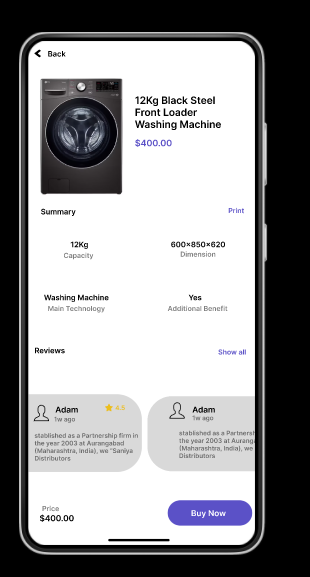 Back
12Kg Black Steel
Front Loader
Washing Machine
$400.00
Summary
Print
12Kg
Capacity
600×850×620
Dimension
Washing Machine
Main Technology
Yes
Additional Benefit
Reviews
Show all
Adam
4.5
1w ago
stablished as a Partnership firm in
the year 2003 at Aurangabad
(Maharashtra, India), we "Saniya
Distributors
Adam
1w ago
stablished as a Partnersh
the year 2003 at Auranga
(Maharashtra, India), we
Distributors
Price
$400.00
Buy Now